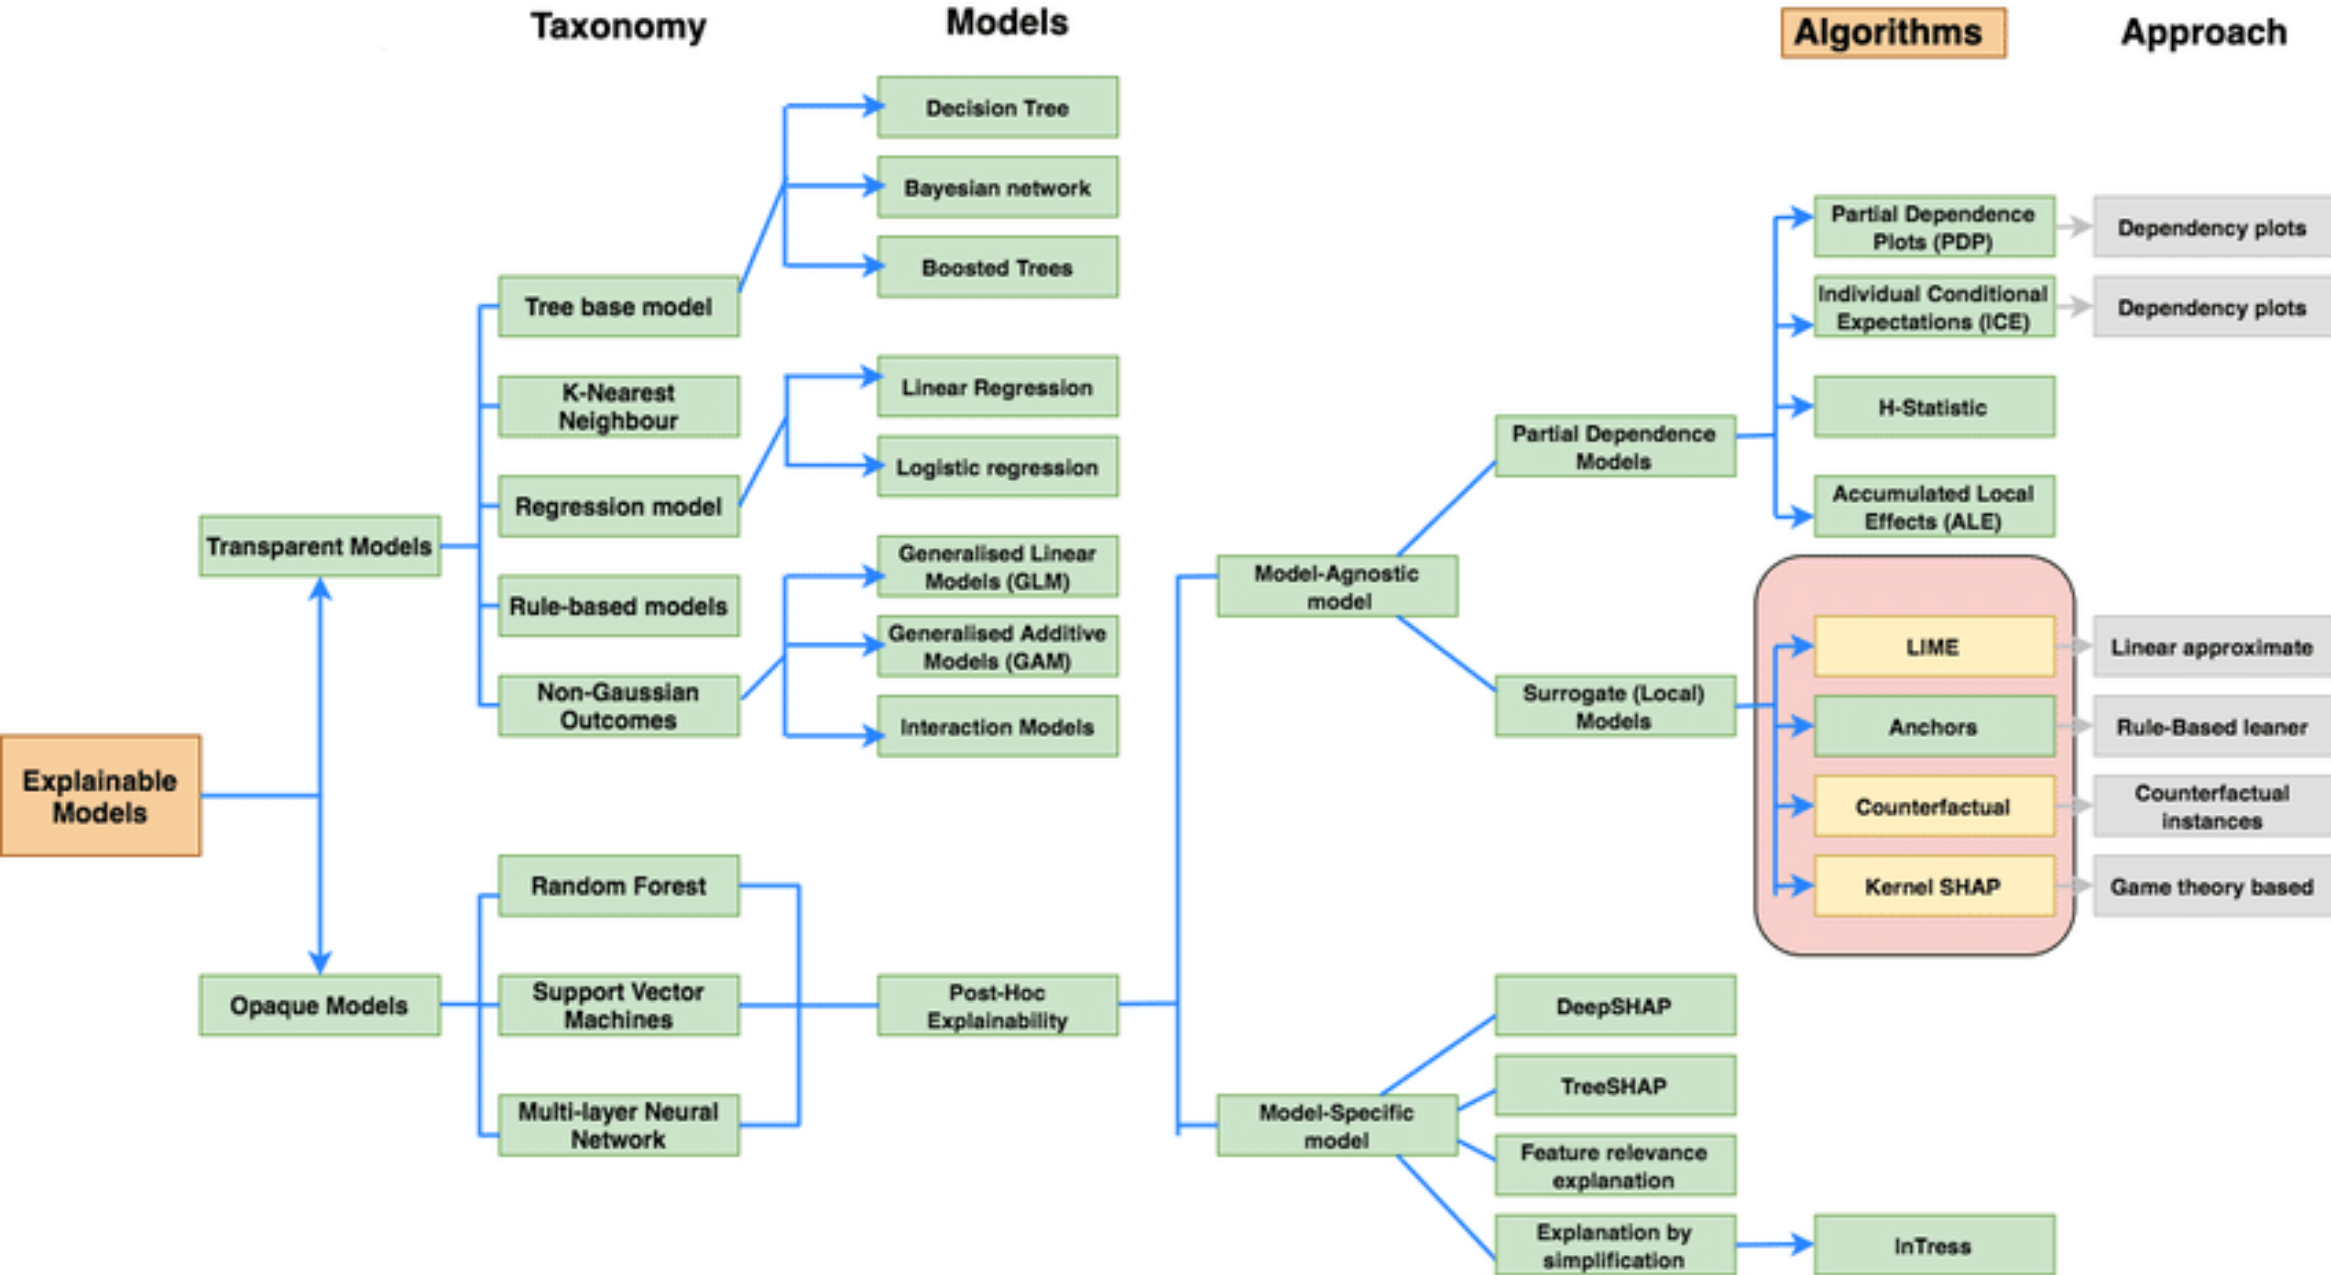 Taxonomy
Models
Algorithms
Approach
Decision Tree
Bayesian network
Boosted Trees
Tree base model
K-Nearest
Neighbour
Linear Regression
Logistic regression
Regression model
Transparent Models
Rule-based models
Generalised Linear
Models (GLM)
Generalised Additive
Models (GAM)
Interaction Models
Non-Gaussian
Outcomes
Explainable
Models
Random Forest
Opaque Models
Support Vector
Machines
Multi-layer Neural
Network
Post-Hoc
Explainability
Model-Agnostic
model
Partial Dependence
Models
Partial Dependence
Plots (PDP)
Dependency plots
Individual Conditional
Expectations (ICE)
Dependency plots
H-Statistic
Accumulated Local
Effects (ALE)
Surrogate (Local)
Models
LIME
Linear approximate
Anchors
Rule-Based leaner
Counterfactual
Counterfactual
instances
Kernel SHAP
Game theory based
Model-Specific
model
DeepSHAP
TreeSHAP
Feature relevance
explanation
Explanation by
simplification
InTress